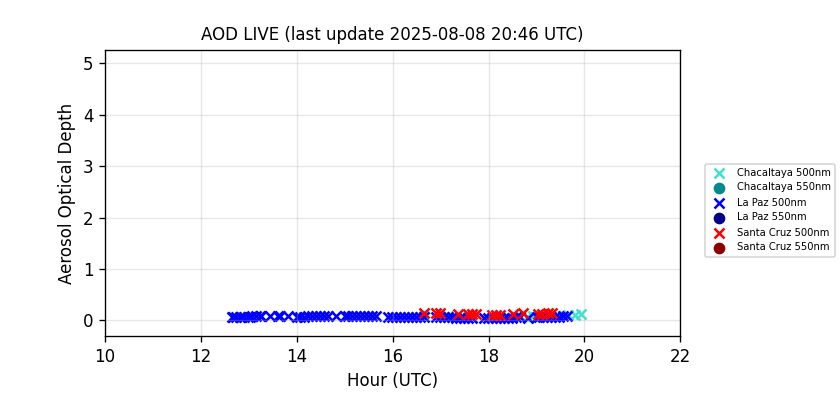 AOD LIVE (last update 2025-08-08 20:46 UTC)
Aerosol Optical Depth
5
4
3
2
1
0
10 12 14 16 18 20 22
Hour (UTC)
Chacaltaya 500nm
Chacaltaya 550nm
La Paz 500nm
La Paz 550nm
Santa Cruz 500nm
Santa Cruz 550nm